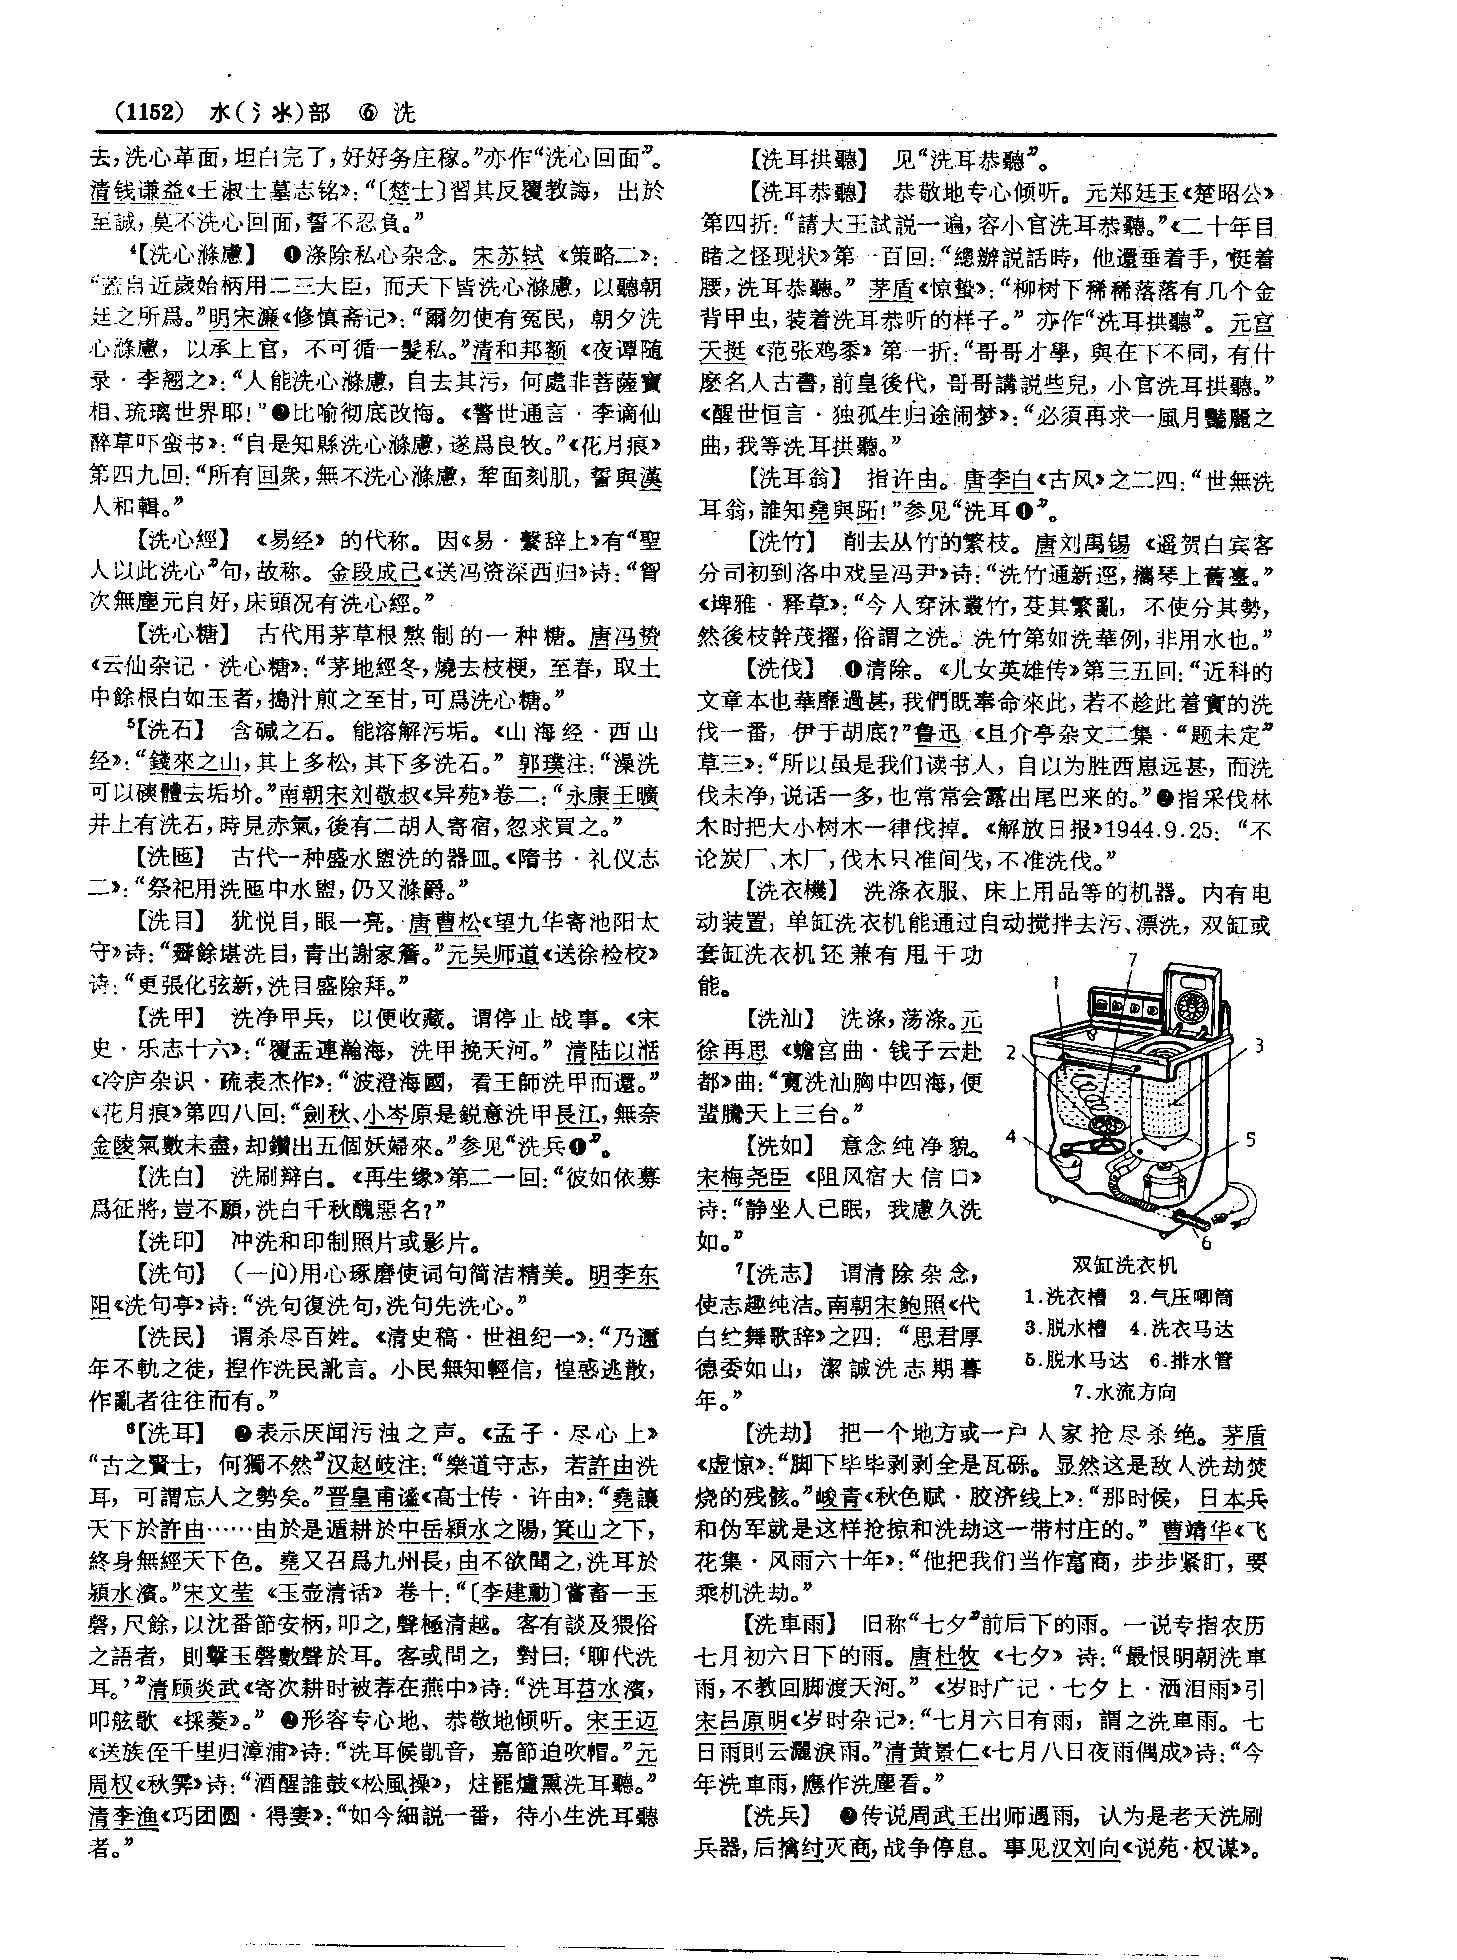 (1152) 水(氵氺)部 ⑥ 洗
去，洗心革面，坦白完了，好好务庄稼。”亦作“洗心回面”。
清钱谦益《王淑士墓志铭》：“〔楚士〕習其反覆教誨，出於
至誠，莫不洗心回面，誓不忍負。”
4【洗心滌慮】 ❶涤除私心杂念。宋苏轼《策略二》：
“蓋自近歲始柄用二三大臣，而天下皆洗心滌慮，以聽朝
廷之所爲。”明宋濂《修慎斋记》：“爾勿使有冤民，朝夕洗
心滌慮，以承上官，不可循一髮私。”清和邦额《夜谭随
录·李翘之》：“人能洗心滌慮，自去其污，何處非菩薩寶
相、琉璃世界耶！”❷比喻彻底改悔。《警世通言·李谪仙
醉草吓蛮书》：“自是知縣洗心滌慮，遂爲良牧。”《花月痕》
第四九回：“所有回衆，無不洗心滌慮，犂面刻肌，誓與漢
人和輯。”
【洗心經】 《易经》的代称。因《易·繫辞上》有“聖
人以此洗心”句，故称。金段成己《送冯资深西归》诗：“智
次無塵元自好，床頭況有洗心經。”
【洗心糖】 古代用茅草根熬制的一种糖。唐冯贽
《云仙杂记·洗心糖》：“茅地經冬，燒去枝梗，至春，取土
中餘根白如玉者，搗汁煎之至甘，可爲洗心糖。”
5【洗石】 含碱之石。能溶解污垢。《山海经·西山
经》：“錢來之山，其上多松，其下多洗石。”郭璞注：“澡洗
可以磢體去垢圿。”南朝宋刘敬叔《异苑》卷二：“永康王曠
井上有洗石，時見赤氣，後有二胡人寄宿，忽求買之。”
【洗匜】 古代一种盛水盥洗的器皿。《隋书·礼仪志
二》：“祭祀用洗匜中水盥，仍又滌爵。”
【洗目】 犹悦目，眼一亮。唐曹松《望九华寄池阳太
守》诗：“霽餘堪洗目，青出謝家簷。”元吴师道《送徐检校》
诗：“更張化弦新，洗目盛除拜。”
【洗甲】 洗净甲兵，以便收藏。谓停止战事。《宋
史·乐志十六》：“覆盂連瀚海，洗甲挽天河。”清陆以湉
《冷庐杂识·疏表杰作》：“波澄海國，看王師洗甲而還。”
《花月痕》第四八回：“劍秋、小岑原是鋭意洗甲長江，無奈
金陵氣數未盡，却鑽出五個妖婦來。”参见“洗兵❶”。
【洗白】 洗刷辩白。《再生缘》第二一回：“彼如依募
爲征將，豈不願，洗白千秋醜惡名？”
【洗印】 冲洗和印制照片或影片。
【洗句】 （—jù）用心琢磨使词句简洁精美。明李东
阳《洗句亭》诗：“洗句復洗句，洗句先洗心。”
【洗民】 谓杀尽百姓。《清史稿·世祖纪一》：“乃邇
年不軌之徒，捏作洗民訛言。小民無知輕信，惶惑逃散，
作亂者往往而有。”
6【洗耳】 ❶表示厌闻污浊之声。《孟子·尽心上》
“古之賢士，何獨不然”汉赵岐注：“樂道守志，若許由洗
耳，可謂忘人之勢矣。”晋皇甫谧《高士传·许由》：“堯讓
天下於許由……由於是遁耕於中岳潁水之陽，箕山之下，
終身無經天下色。堯又召爲九州長，由不欲聞之，洗耳於
潁水濱。”宋文莹《玉壶清话》卷十：“〔李建勳〕嘗畜一玉
磬，尺餘，以沈香節安柄，叩之，聲極清越。客有談及猥俗
之語者，則擊玉磬數聲於耳。客或問之，對曰：‘聊代洗
耳。’”清顾炎武《寄次耕时被荐在燕中》诗：“洗耳苕水濱，
叩舷歌《採菱》。”❷形容专心地、恭敬地倾听。宋王迈
《送族侄千里归漳浦》诗：“洗耳候凱音，嘉節追吹帽。”元
周权《秋霁》诗：“酒醒誰鼓《松風操》，炷罷爐熏洗耳聽。”
清李渔《巧团圆·得妻》：“如今細説一番，待小生洗耳聽
者。”
【洗耳拱聽】 见“洗耳恭聽”。
【洗耳恭聽】 恭敬地专心倾听。元郑廷玉《楚昭公》
第四折：“請大王試説一遍，容小官洗耳恭聽。”《二十年目
睹之怪现状》第一百回：“總辦説話時，他還垂着手，挺着
腰，洗耳恭聽。”茅盾《惊蛰》：“柳树下稀稀落落有几个金
背甲虫，装着洗耳恭听的样子。”亦作“洗耳拱聽”。元宫
天挺《范张鸡黍》第一折：“哥哥才學，與在下不同，有什
麽名人古書，前皇後代，哥哥講説些兒，小官洗耳拱聽。”
《醒世恒言·独孤生归途闹梦》：“必須再求一風月豔麗之
曲，我等洗耳拱聽。”
【洗耳翁】 指许由。唐李白《古风》之二四：“世無洗
耳翁，誰知堯與跖！”参见“洗耳❶”。
【洗竹】 削去丛竹的繁枝。唐刘禹锡《遥贺白宾客
分司初到洛中戏呈冯尹》诗：“洗竹通新逕，攜琴上舊臺。”
《埤雅·释草》：“今人穿沐叢竹，芟其繁亂，不使分其勢，
然後枝幹茂擢，俗謂之洗。洗竹第如洗華例，非用水也。”
【洗伐】 ❶清除。《儿女英雄传》第三五回：“近科的
文章本也華靡過甚，我們既奉命來此，若不趁此着實的洗
伐一番，伊于胡底？”鲁迅《且介亭杂文二集·“题未定”
草三》：“所以虽是我们读书人，自以为胜西崽远甚，而洗
伐未净，说话一多，也常常会露出尾巴来的。”❷指采伐林
木时把大小树木一律伐掉。《解放日报》1944.9.25：“不
论炭厂、木厂，伐木只准间伐，不准洗伐。”
【洗衣機】 洗涤衣服、床上用品等的机器。内有电
动装置；单缸洗衣机能通过自动搅拌去污、漂洗，双缸或
套缸洗衣机还兼有甩干功
能。
【洗汕】 洗涤，荡涤。元
徐再思《蟾宫曲·钱子云赴
都》曲：“寬洗汕胸中四海，便
蜚騰天上三台。”
【洗如】 意念纯净貌。
宋梅尧臣《阻风宿大信口》
诗：“静坐人已眠，我慮久洗
如。”
7【洗志】 谓清除杂念，
使志趣纯洁。南朝宋鲍照《代
白纻舞歌辞》之四：“思君厚
德委如山，潔誠洗志期暮
年。”
1
7
2
3
4
5
6
双缸洗衣机
1.洗衣槽 2.气压唧筒
3.脱水槽 4.洗衣马达
5.脱水马达 6.排水管
7.水流方向
【洗劫】 把一个地方或一户人家抢尽杀绝。茅盾
《虚惊》：“脚下毕毕剥剥全是瓦砾。显然这是敌人洗劫焚
烧的残骸。”峻青《秋色赋·胶济线上》：“那时候，日本兵
和伪军就是这样抢掠和洗劫这一带村庄的。”曹靖华《飞
花集·风雨六十年》：“他把我们当作富商，步步紧盯，要
乘机洗劫。”
【洗車雨】 旧称“七夕”前后下的雨。一说专指农历
七月初六日下的雨。唐杜牧《七夕》诗：“最恨明朝洗車
雨，不教回脚渡天河。”《岁时广记·七夕上·洒泪雨》引
宋吕原明《岁时杂记》：“七月六日有雨，謂之洗車雨。七
日雨則云灑淚雨。”清黄景仁《七月八日夜雨偶成》诗：“今
年洗車雨，應作洗塵看。”
【洗兵】 ❶传说周武王出师遇雨，认为是老天洗刷
兵器，后擒纣灭商，战争停息。事见汉刘向《说苑·权谋》。